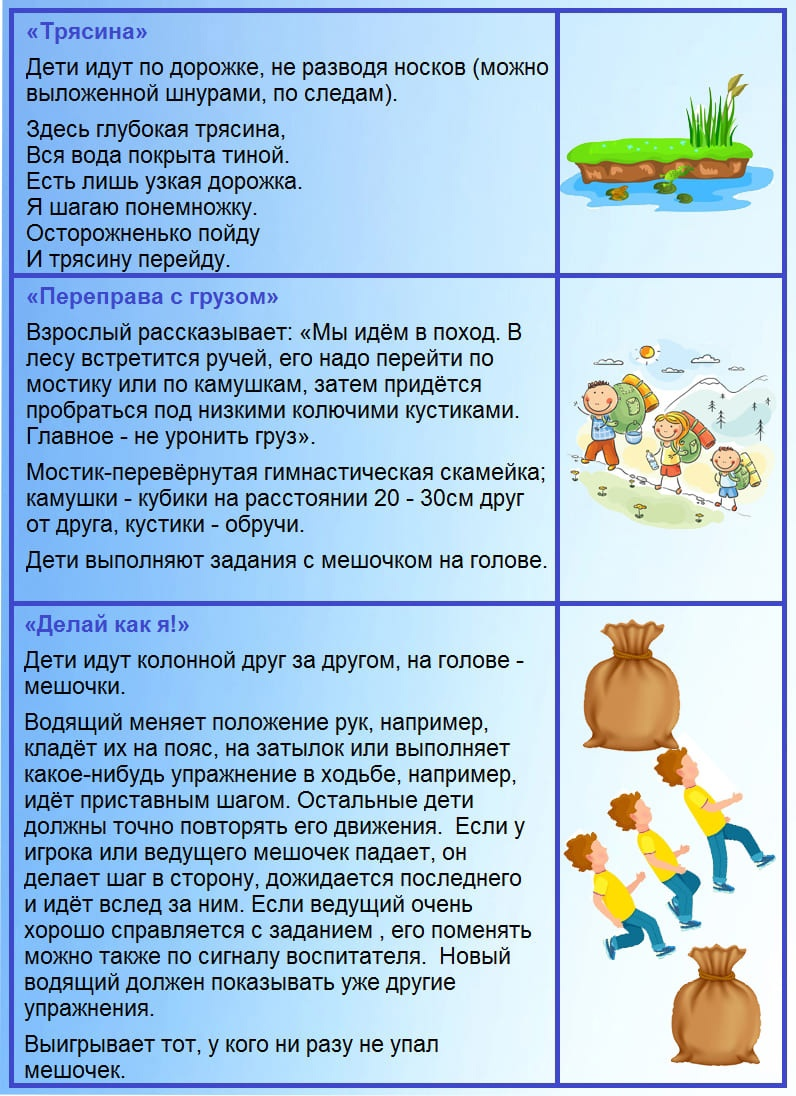 «Трясина»
Дети идут по дорожке, не разводя носков (можно
выложенной шнурами, по следам).
Здесь глубокая трясина,
Вся вода покрыта тиной.
Есть лишь узкая дорожка.
Я шагаю понемножку.
Осторожненько пойду
И трясину перейду.
«Переправа с грузом»
Взрослый рассказывает: «Мы идём в поход. В
лесу встретится ручей, его надо перейти по
мостику или по камушкам, затем придётся
пробраться под низкими колючими кустиками.
Главное - не уронить груз».
Мостик-перевёрнутая гимнастическая скамейка;
камушки - кубики на расстоянии 20 - 30см друг
от друга, кустики - обручи.
Дети выполняют задания с мешочком на голове.
«Делай как я!»
Дети идут колонной друг за другом, на голове -
мешочки.
Водящий меняет положение рук, например,
кладёт их на пояс, на затылок или выполняет
какое-нибудь упражнение в ходьбе, например,
идёт приставным шагом. Остальные дети
должны точно повторять его движения.  Если у
игрока или ведущего мешочек падает, он
делает шаг в сторону, дожидается последнего
и идёт вслед за ним. Если ведущий очень
хорошо справляется с заданием , его поменять
можно также по сигналу воспитателя.  Новый
водящий должен показывать уже другие
упражнения.
Выигрывает тот, у кого ни разу не упал
мешочек.